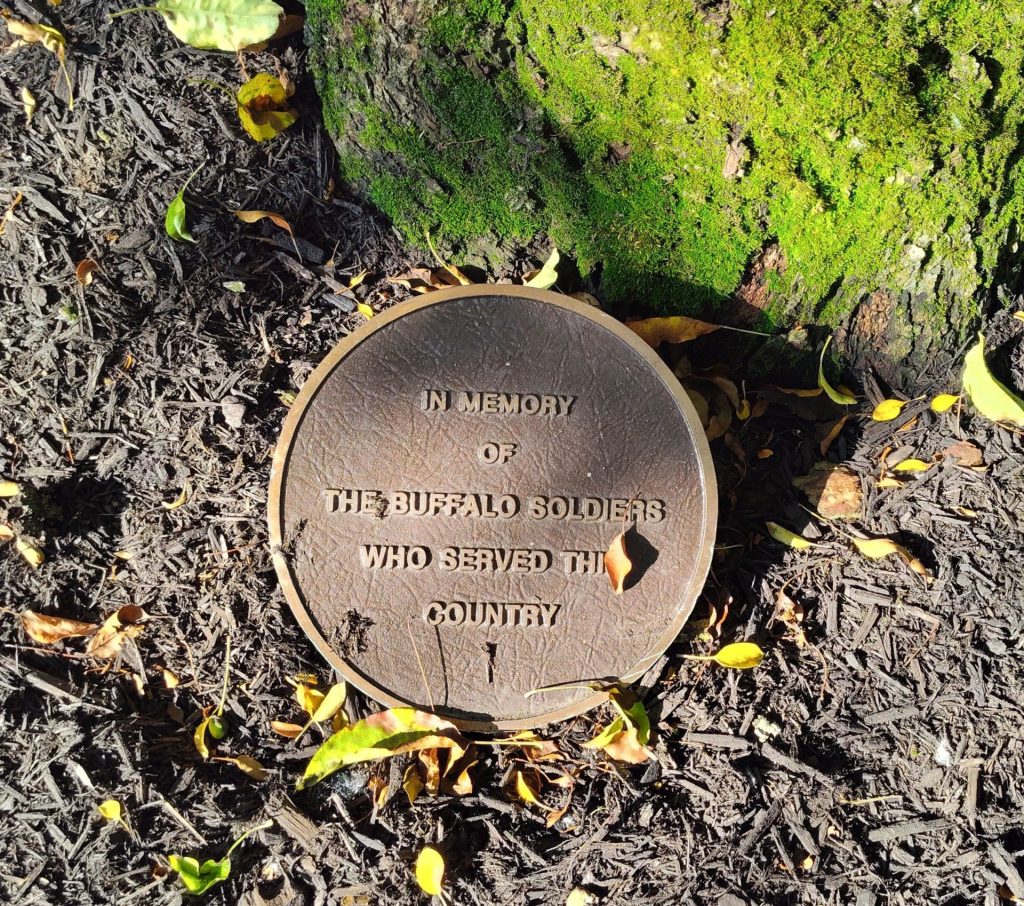 IN MEMORY
OF
THE BUFFALO SOLDIERS
WHO SERVED
COUNTRY